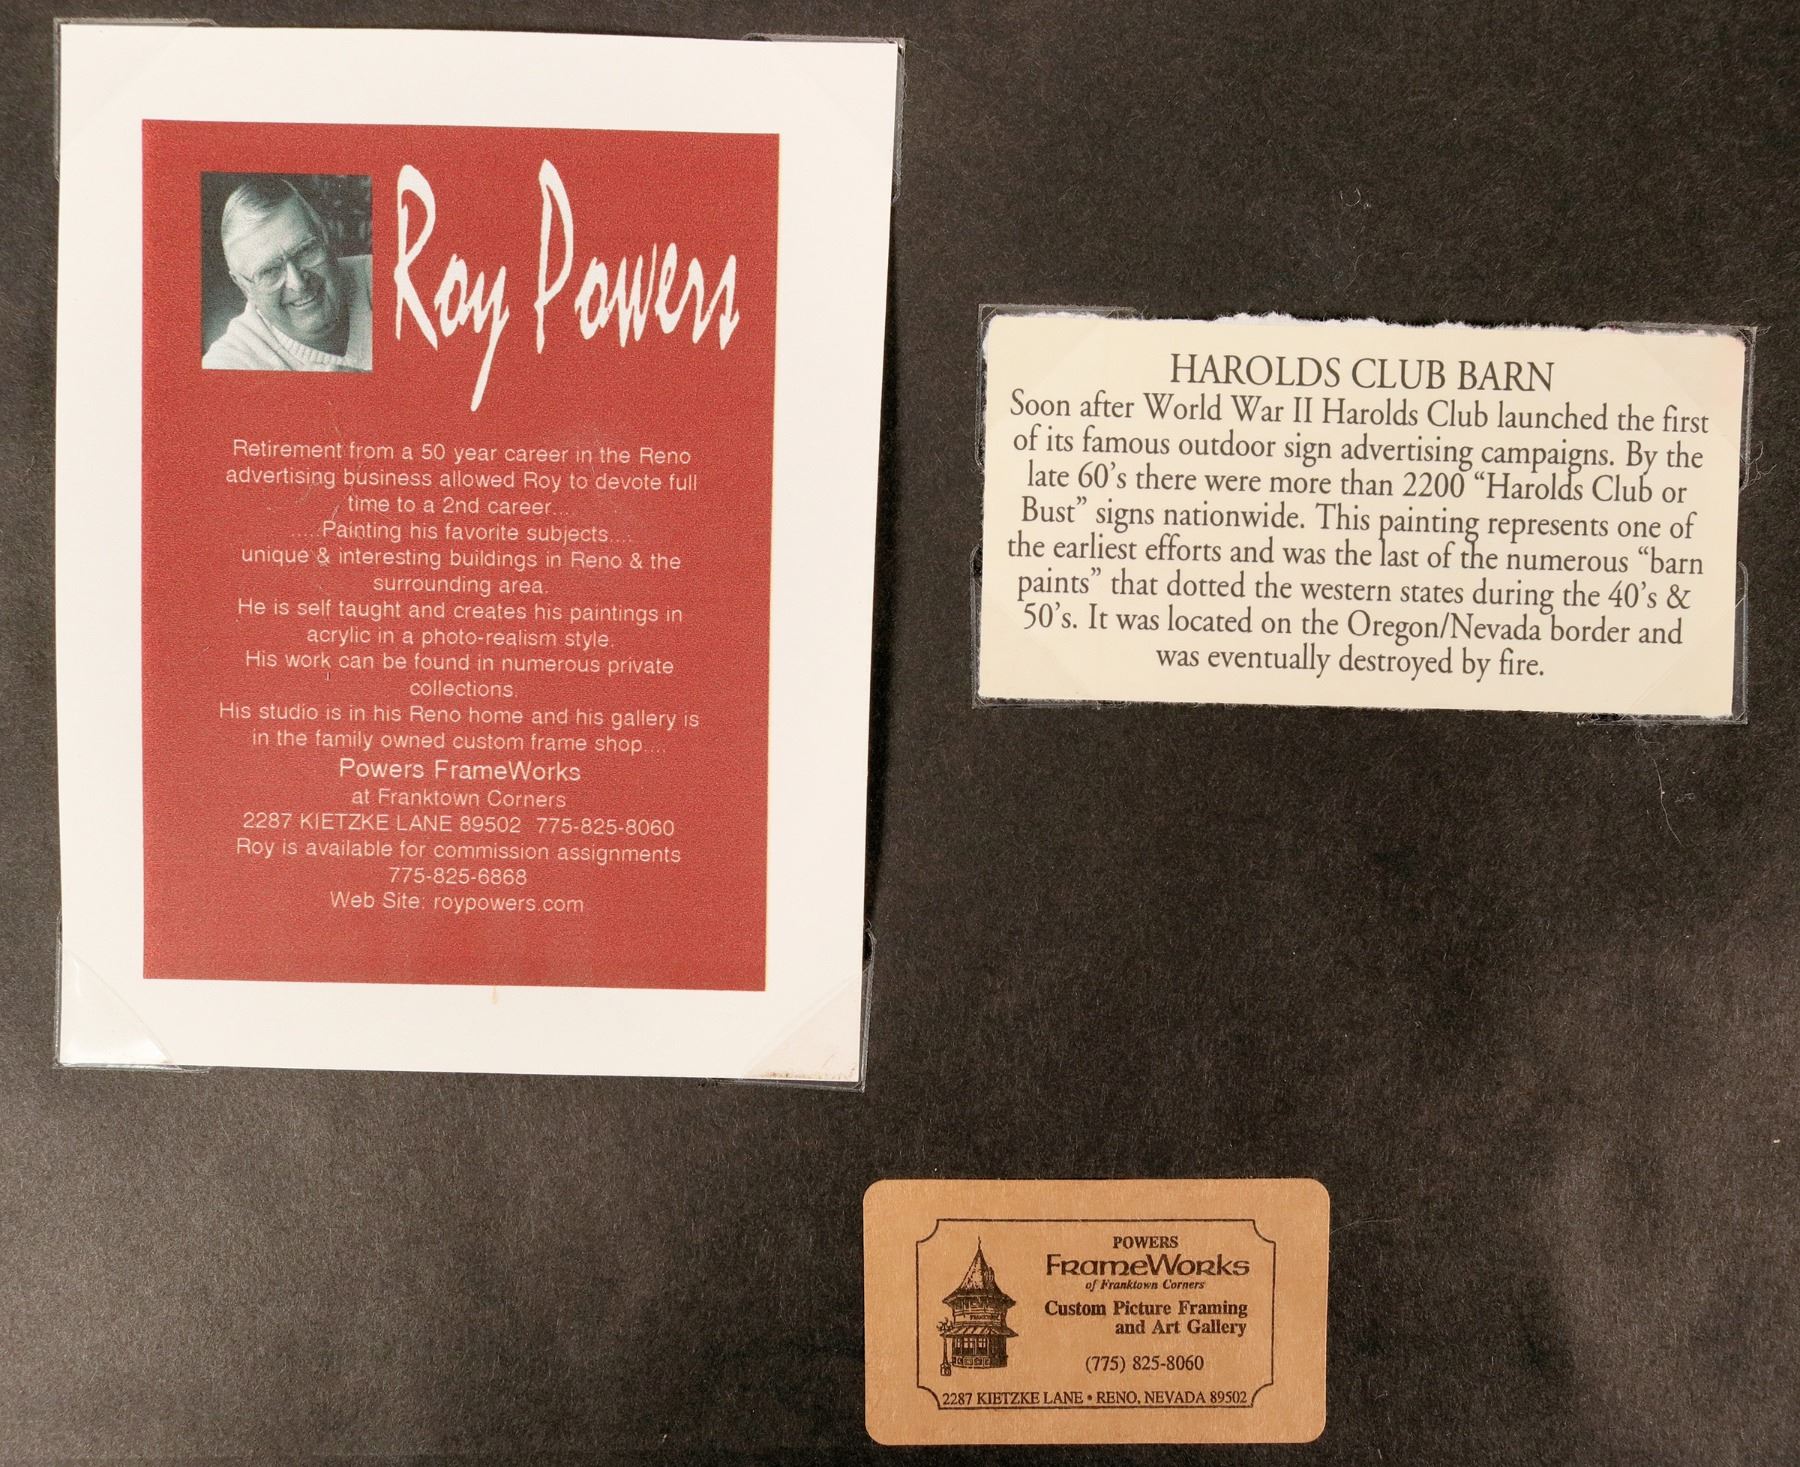 Roy Powers
Retirement from a 50 year career in the Reno
advertising business allowed Roy to devote full
time to a 2nd career....
.....Painting his favorite subjects....
unique & interesting buildings in Reno & the
surrounding area.
He is self taught and creates his paintings in
acrylic in a photo-realism style.
His work can be found in numerous private
collections.
His studio is in his Reno home and his gallery is
in the family owned custom frame shop....
Powers FrameWorks
at Franktown Corners
2287 KIETZKE LANE 89502 775-825-8060
Roy is available for commission assignments
775-825-6868
Web Site: roypowers.com
HAROLDS CLUB BARN
Soon after World War II Harolds Club launched the first
of its famous outdoor sign advertising campaigns. By the
late 60's there were more than 2200 “Harolds Club or
Bust” signs nationwide. This painting represents one of
the earliest efforts and was the last of the numerous “barn
paints” that dotted the western states during the 40's &
50's. It was located on the Oregon/Nevada border and
was eventually destroyed by fire.
POWERS
FrameWorks
of Franktown Corners
Custom Picture Framing
and Art Gallery
(775) 825-8060
2287 KIETZKE LANE • RENO, NEVADA 89502